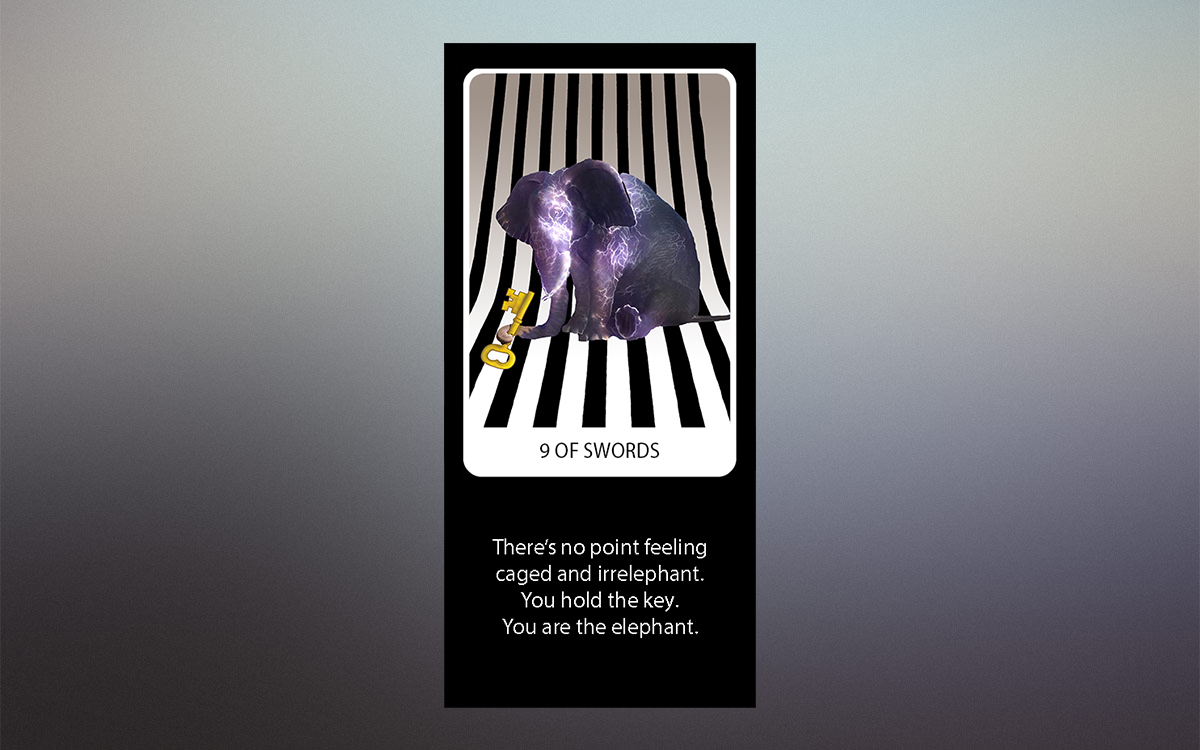 9 OF SWORDS
There's no point feeling
caged and irrelephant.
You hold the key.
You are the elephant.